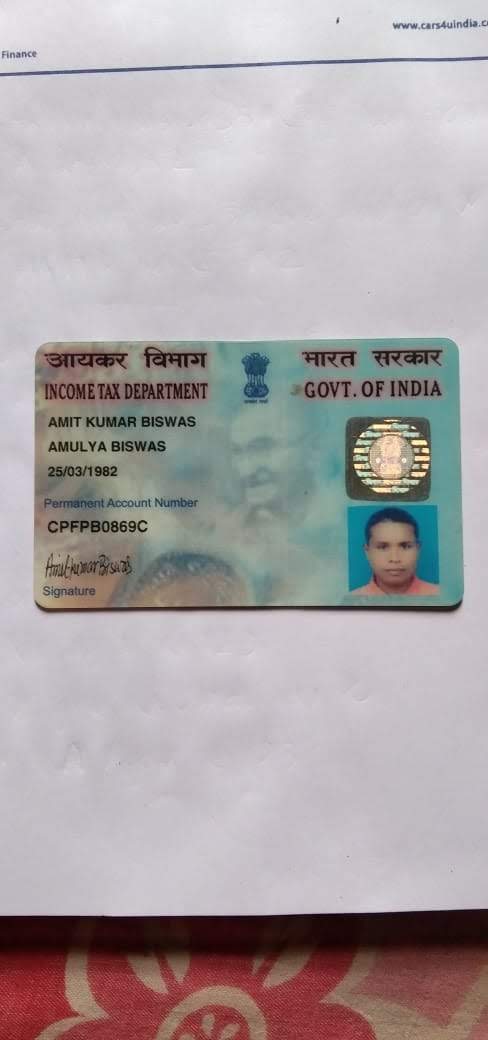 www.cars4uindia.c
Finance
आयकर विभाग
INCOME TAX DEPARTMENT
भारत सरकार
GOVT. OF INDIA
AMIT KUMAR BISWAS
AMULYA BISWAS
25/03/1982
Permanent Account Number
CPFPB0869C
Amit kumar Biswas
Signature